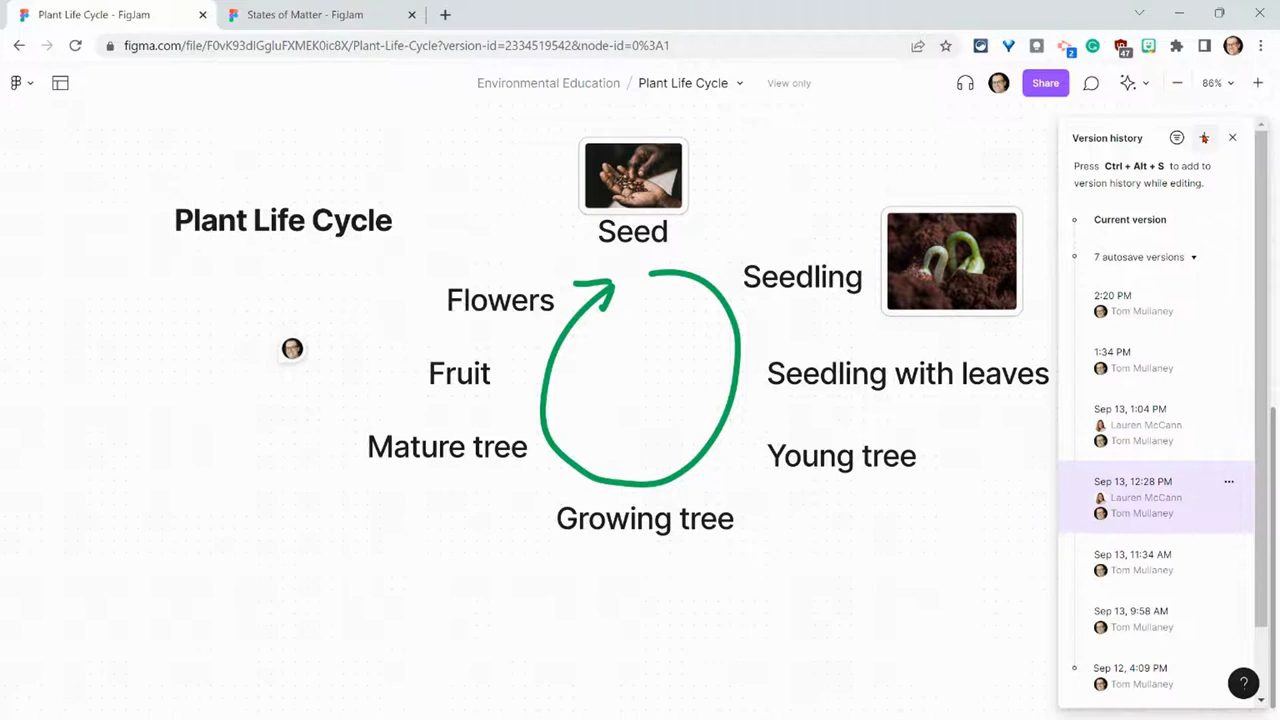 Plant Life Cycle - FigJam
States of Matter - FigJam
figma.com/file/F0vK93dIGgluFXMEK0ic8X/Plant-Life-Cycle?version-id=2334519542&node-id=0%3A1
2
47
Environmental Education / Plant Life Cycle
View only
Share
86%
Plant Life Cycle
Seed
Seedling
Flowers
Fruit
Seedling with leaves
Mature tree
Young tree
Growing tree
Version history
Press Ctrl + Alt + S to add to
version history while editing.
Current version
7 autosave versions
2:20 PM
Tom Mullaney
1:34 PM
Tom Mullaney
Sep 13, 1:04 PM
Lauren McCann
Tom Mullaney
Sep 13, 12:28 PM
Lauren McCann
Tom Mullaney
Sep 13, 11:34 AM
Tom Mullaney
Sep 13, 9:58 AM
Tom Mullaney
Sep 12, 4:09 PM
Tom Mullaney
?